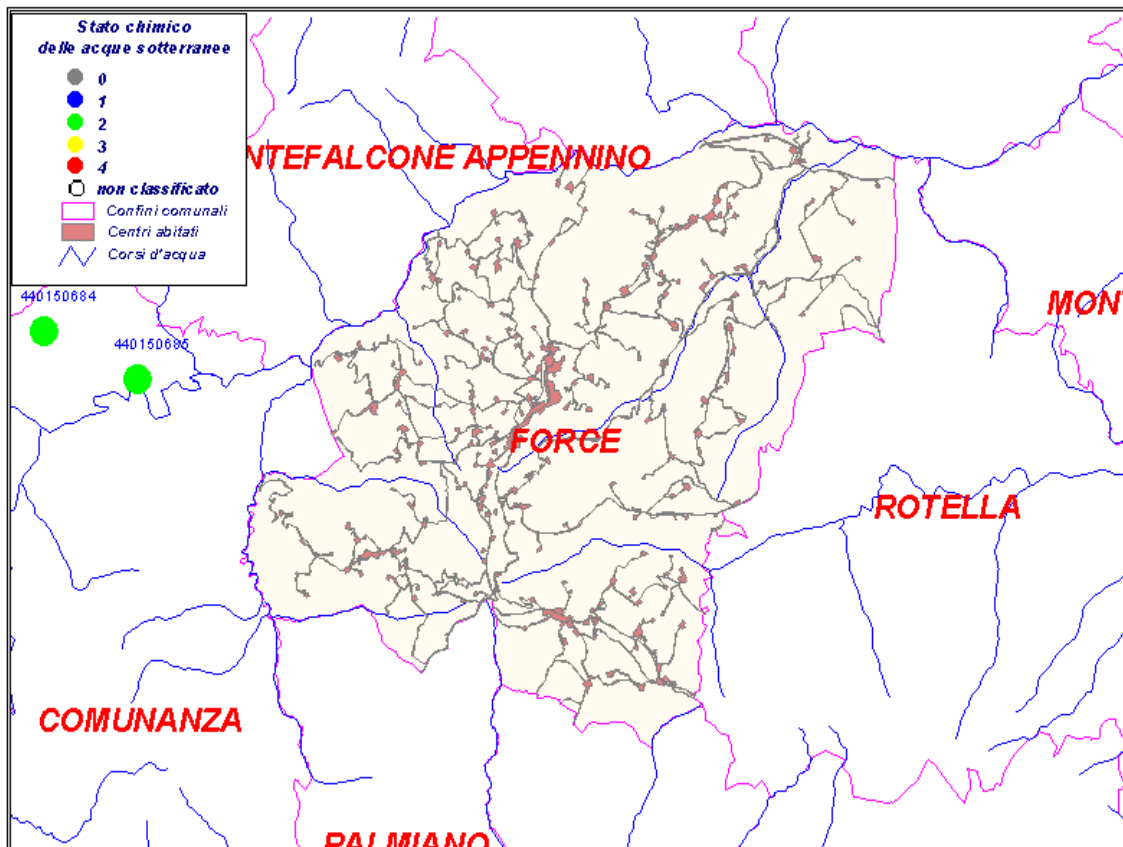 Stato chimico
delle acque sotterranee
0
1
2
3
4
non classificato
Confini comunali
Centri abitati
Corsi d'acqua
NTEFALCONE APPENNINO
440150684
440150685
MONT
FORCE
ROTELLA
COMUNANZA
PALMIANO